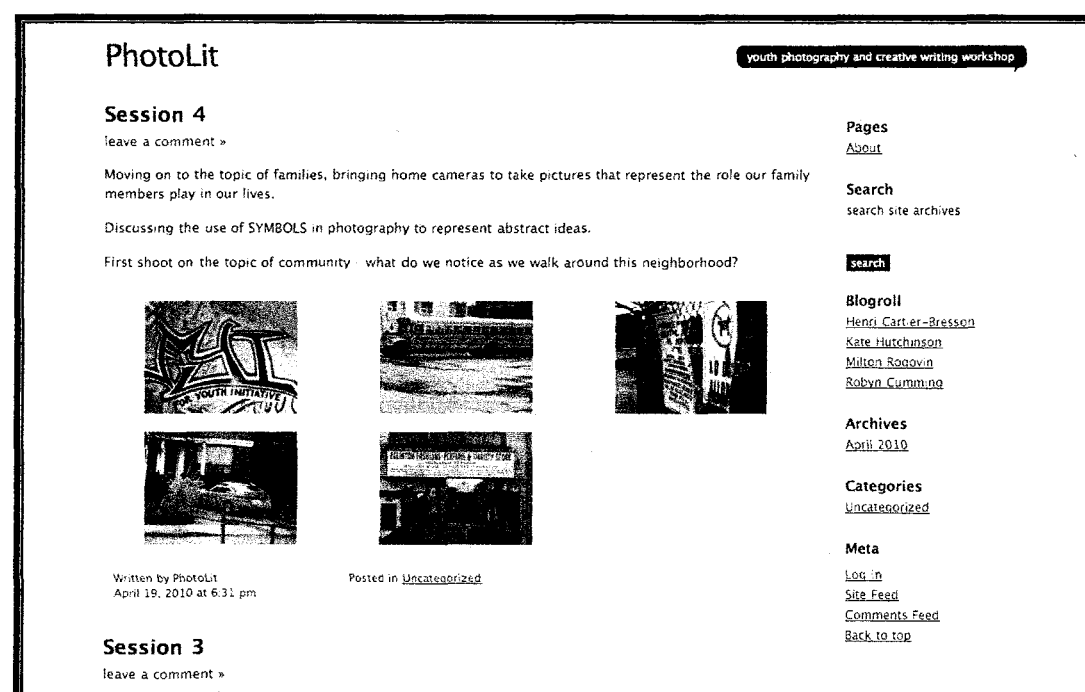 PhotoLit
youth photography and creative writing workshop
Session 4
leave a comment »
Moving on to the topic of families, bringing home cameras to take pictures that represent the role our family
members play in our lives.
Discussing the use of SYMBOLS in photography to represent abstract ideas.
First shoot on the topic of community - what do we notice as we walk around this neighborhood?
FOR YOUTH INITIATIVE
Written by PhotoLit
April 19, 2010 at 6:31 pm
Posted in Uncategorized
Session 3
leave a comment »
Pages
About
Search
search site archives
search
Blogroll
Henri Cartier-Bresson
Kate Hutchinson
Milton Rogovin
Robyn Cumming
Archives
April 2010
Categories
Uncategorized
Meta
Log in
Site Feed
Comments Feed
Back to top